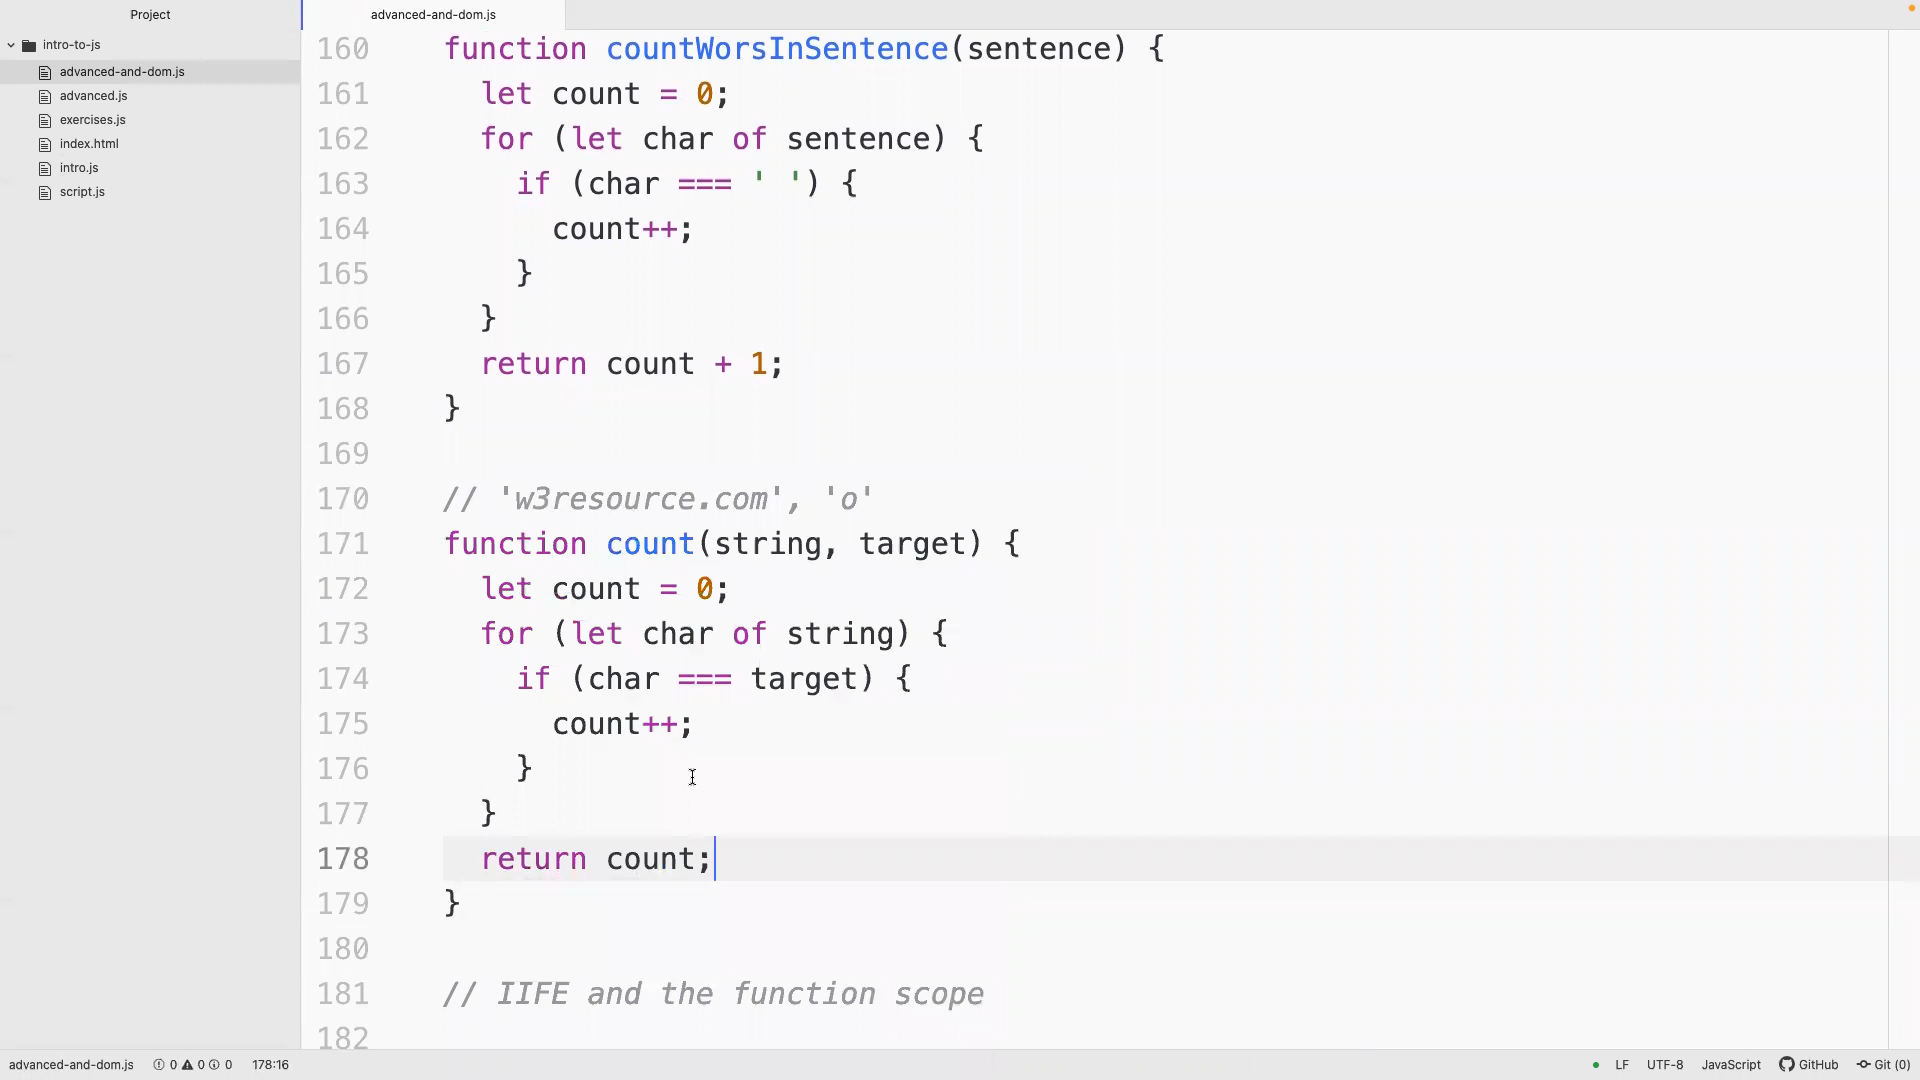 Project
advanced-and-dom.js
intro-to-js
advanced-and-dom.js
advanced.js
exercises.js
index.html
intro.js
script.js
160 function countWorsInSentence(sentence) {
161 let count = 0;
162 for (let char of sentence) {
163 if (char === ' ') {
164 count++;
165 }
166 }
167 return count + 1;
168 }
169
170 // 'w3resource.com', 'o'
171 function count(string, target) {
172 let count = 0;
173 for (let char of string) {
174 if (char === target) {
175 count++;
176 }
177 }
178 return count;
179 }
180
181 // IIFE and the function scope
182
advanced-and-dom.js 0 0 0 178:16 LF UTF-8 JavaScript GitHub Git (0)